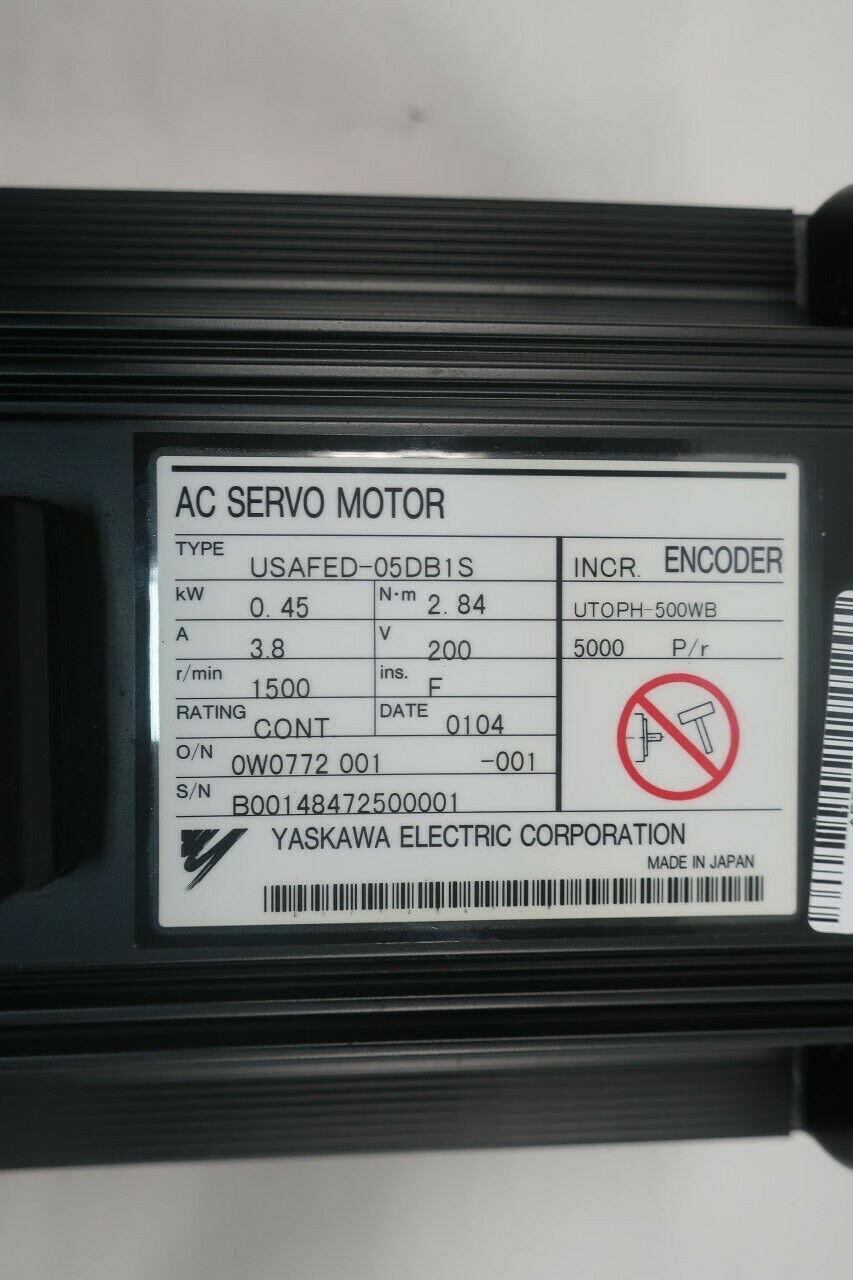 AC SERVO MOTOR
TYPE USAFED-05DB1S
INCR. ENCODER
kW 0.45 N·m 2.84
UTOPH-500WB
A 3.8 V 200
5000 P/r
r/min 1500 ins. F
RATING CONT. DATE 0104
O/N 0W0772 001 -001
S/N B00148472500001
YASKAWA ELECTRIC CORPORATION
MADE IN JAPAN